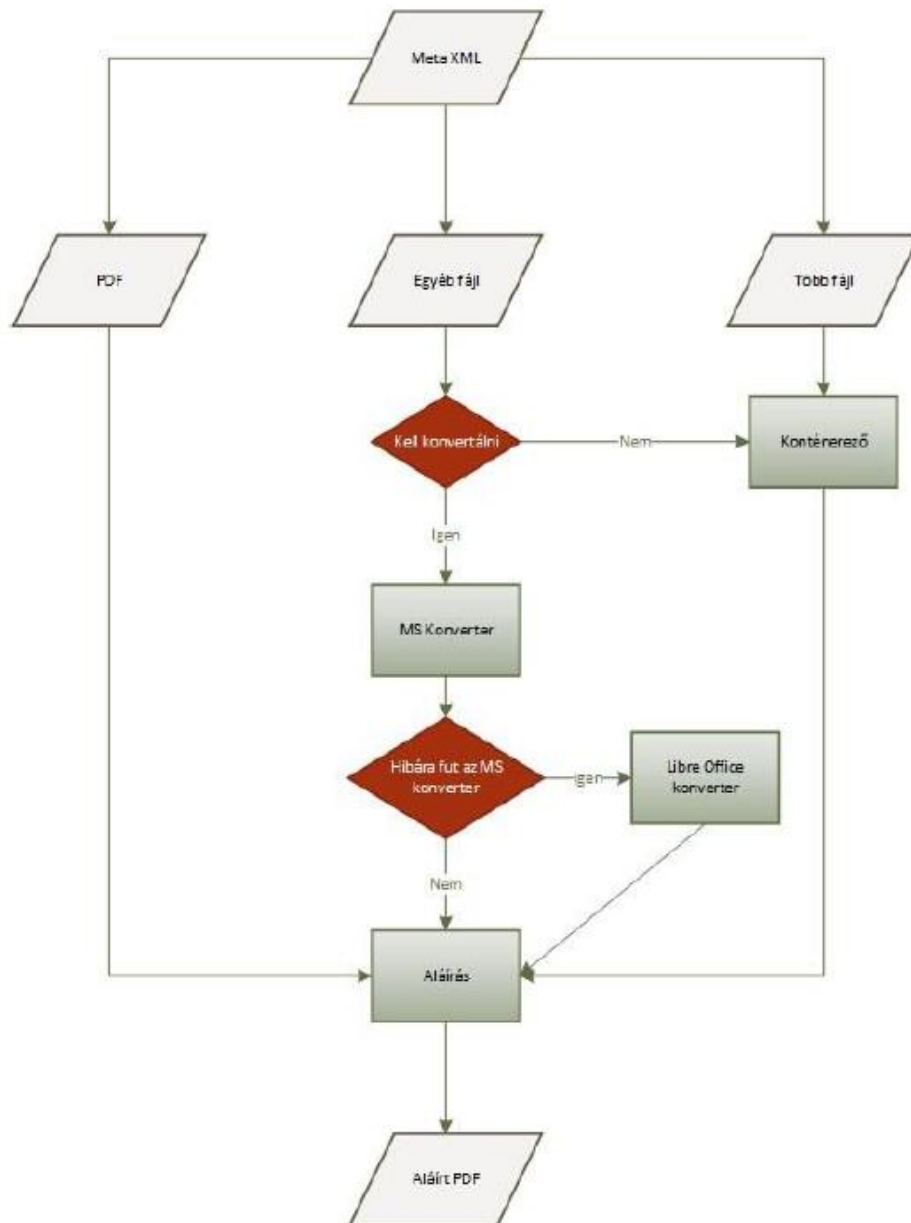 Meta XML
PDF
Egyéb fájl
Több fájl
Kell konvertálni
Nem
Konténerező
Igen
MS Konverter
Hibára fut az MS
konverter
Igen
Libre Office
konverter
Nem
Aláírás
Aláírt PDF